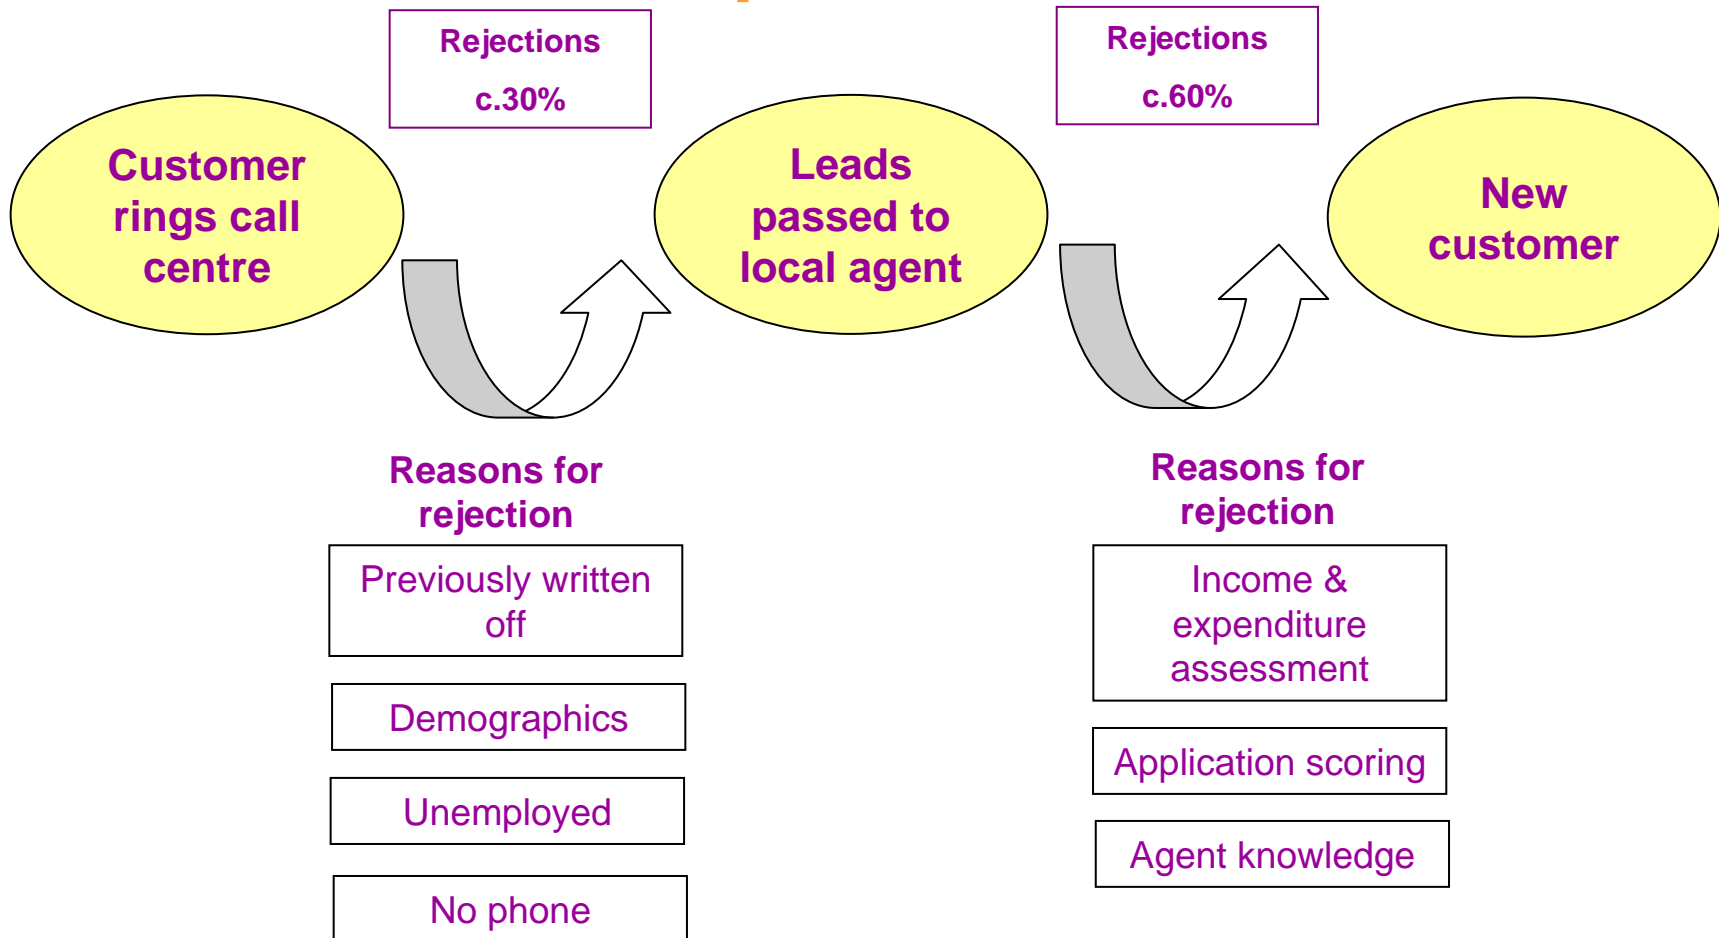 Rejections
c.30%
Rejections
c.60%
Customer
rings call
centre
Leads
passed to
local agent
New
customer
Reasons for
rejection
Previously written
off
Demographics
Unemployed
No phone
Reasons for
rejection
Income &
expenditure
assessment
Application scoring
Agent knowledge